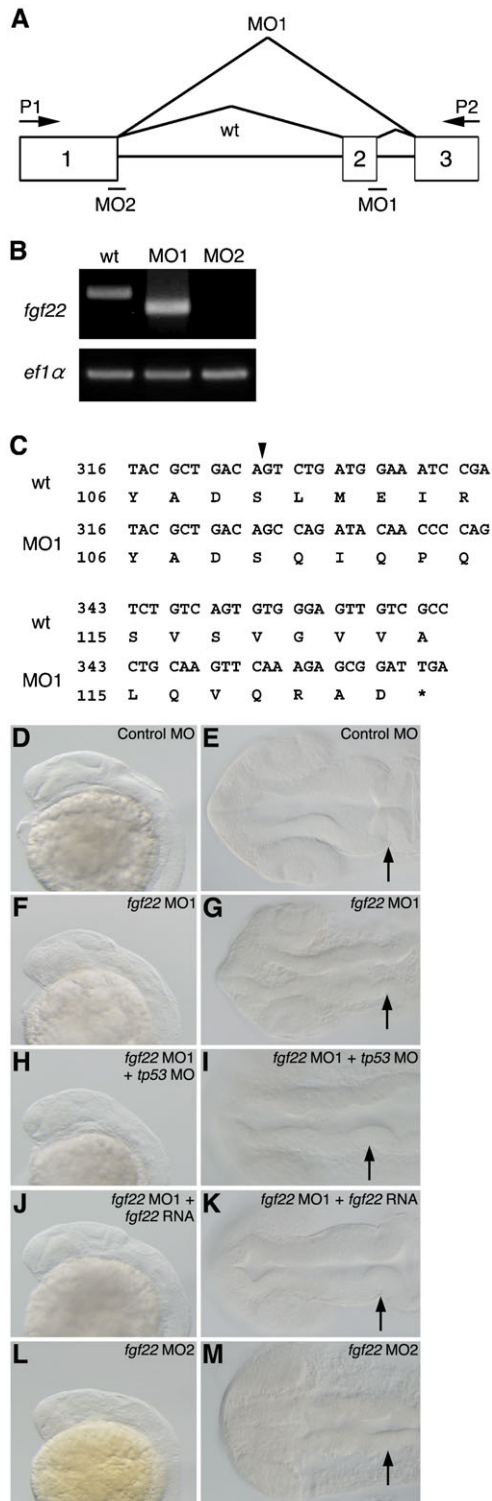 A
MO1
P1
P2
wt
1
2
3
MO2
MO1
B
wt MO1 MO2
fgf22
ef1α
C
316 TAC GCT GAC AGT CTG ATG GAA ATC CGA
wt
106 Y A D S L M E I R
316 TAC GCT GAC AGC CAG ATA CAA CCC CAG
MO1
106 Y A D S Q I Q P Q
343 TCT GTC AGT GTG GGA GTT GTC GCC
wt
115 S V S V G V V A
343 CTG CAA GTT CAA AGA GCG GAT TGA
MO1
115 L Q V Q R A D *
D Control MO
E Control MO
F fgf22 MO1
G fgf22 MO1
H fgf22 MO1
+ tp53 MO
I fgf22 MO1 + tp53 MO
J fgf22 MO1 +
fgf22 RNA
K fgf22 MO1 + fgf22 RNA
L fgf22 MO2
M fgf22 MO2